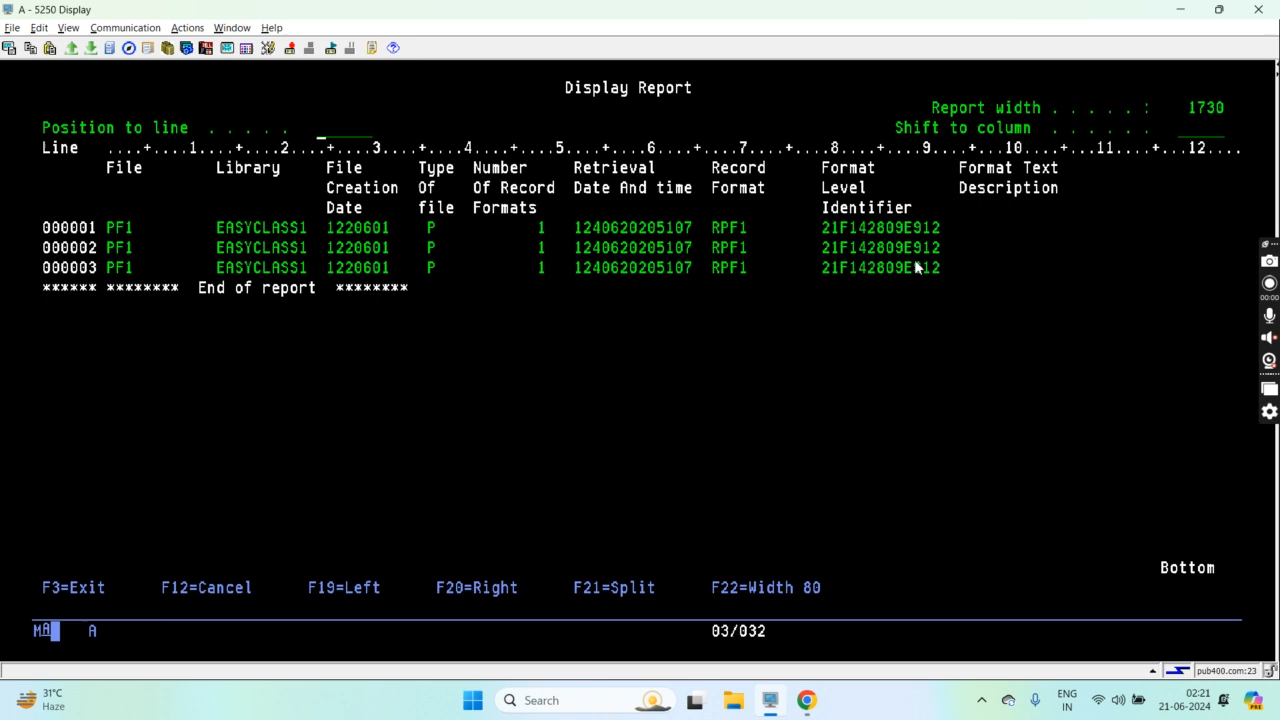 A - 5250 Display
File Edit View Communication Actions Window Help
Display Report
Report width . . . . . : 1730
Position to line . . . . .
Shift to column . . . . . .
Line ....+....1....+....2....+....3....+....4....+....5....+....6....+....7....+....8....+....9....+...10....+...11....+...12....
File Library File Type Number Retrieval Record Format Format Text
Creation Of Of Record Date And time Format Level Description
Date file Formats Identifier
000001 PF1 EASYCLASS1 1220601 P 1 1240620205107 RPF1 21F142809E912
000002 PF1 EASYCLASS1 1220601 P 1 1240620205107 RPF1 21F142809E912
000003 PF1 EASYCLASS1 1220601 P 1 1240620205107 RPF1 21F142809E912
****** ******** End of report ********
00:00
Bottom
F3=Exit F12=Cancel F19=Left F20=Right F21=Split F22=Width 80
MA A 03/032
pub400.com:23
31°C
Haze
Search
ENG
IN
02:21
21-06-2024
PRE